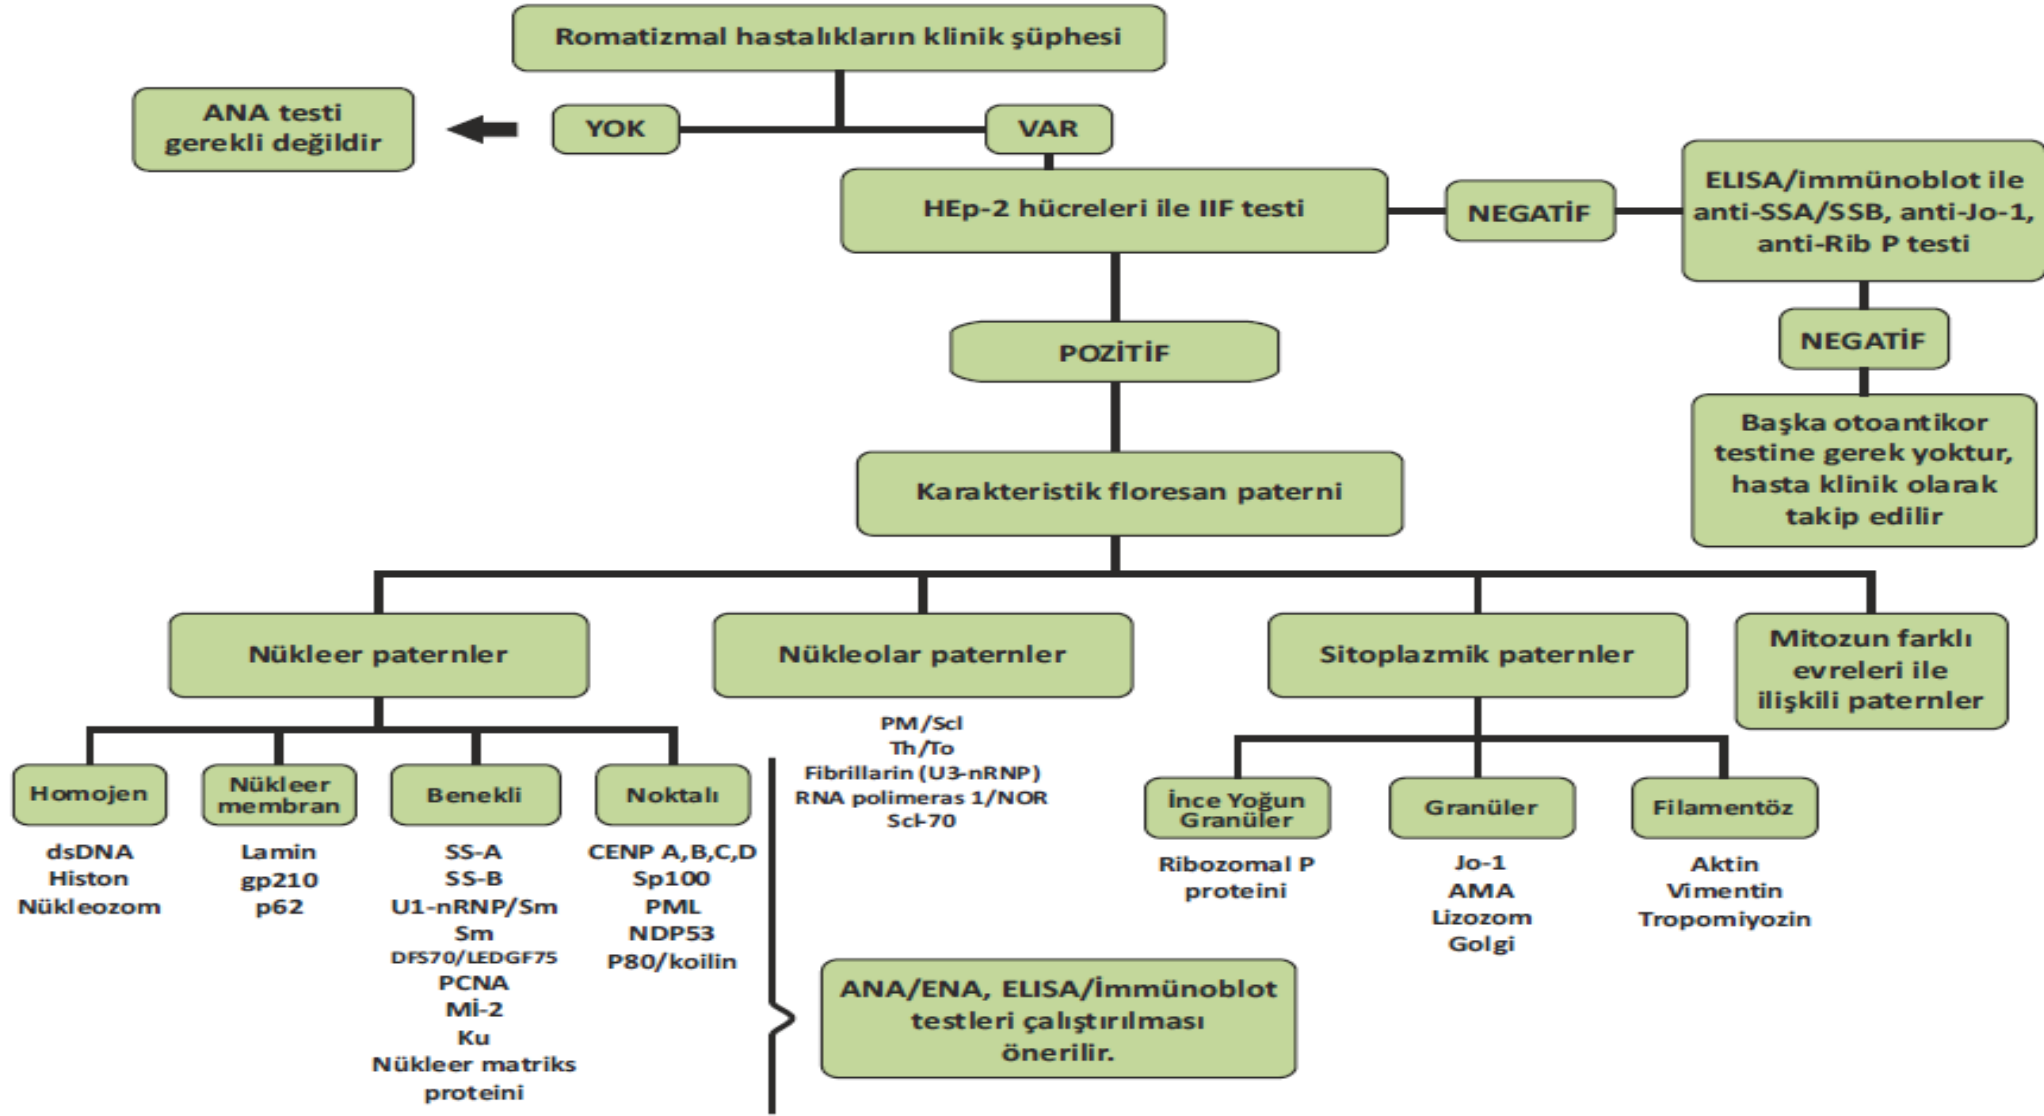 Romatizmal hastalıkların klinik şüphesi
ANA testi
gerekli değildir
YOK
VAR
HEp-2 hücreleri ile IIF testi
NEGATİF
ELISA/immünoblot ile
anti-SSA/SSB, anti-Jo-1,
anti-Rib P testi
POZİTİF
NEGATİF
Başka otoantikor
testine gerek yoktur,
hasta klinik olarak
takip edilir
Karakteristik floresan paterni
Nükleer paternler
Nükleolar paternler
Sitoplazmik paternler
Mitozun farklı
evreleri ile
ilişkili paternler
Homojen
dsDNA
Histon
Nükleozom
Nükleer
membran
Lamin
gp210
p62
Benekli
SS-A
SS-B
U1-nRNP/Sm
Sm
DFS70/LEDGF75
PCNA
Mİ-2
Ku
Nükleer matriks
proteini
Noktalı
CENP A,B,C,D
Sp100
PML
NDP53
P80/koilin
PM/Scl
Th/To
Fibrillarin (U3-nRNP)
RNA polimeras 1/NOR
Scl-70
ANA/ENA, ELISA/İmmünoblot
testleri çalıştırılması
önerilir.
İnce Yoğun
Granüler
Ribozomal P
proteini
Granüler
Jo-1
AMA
Lizozom
Golgi
Filamentöz
Aktin
Vimentin
Tropomiyozin